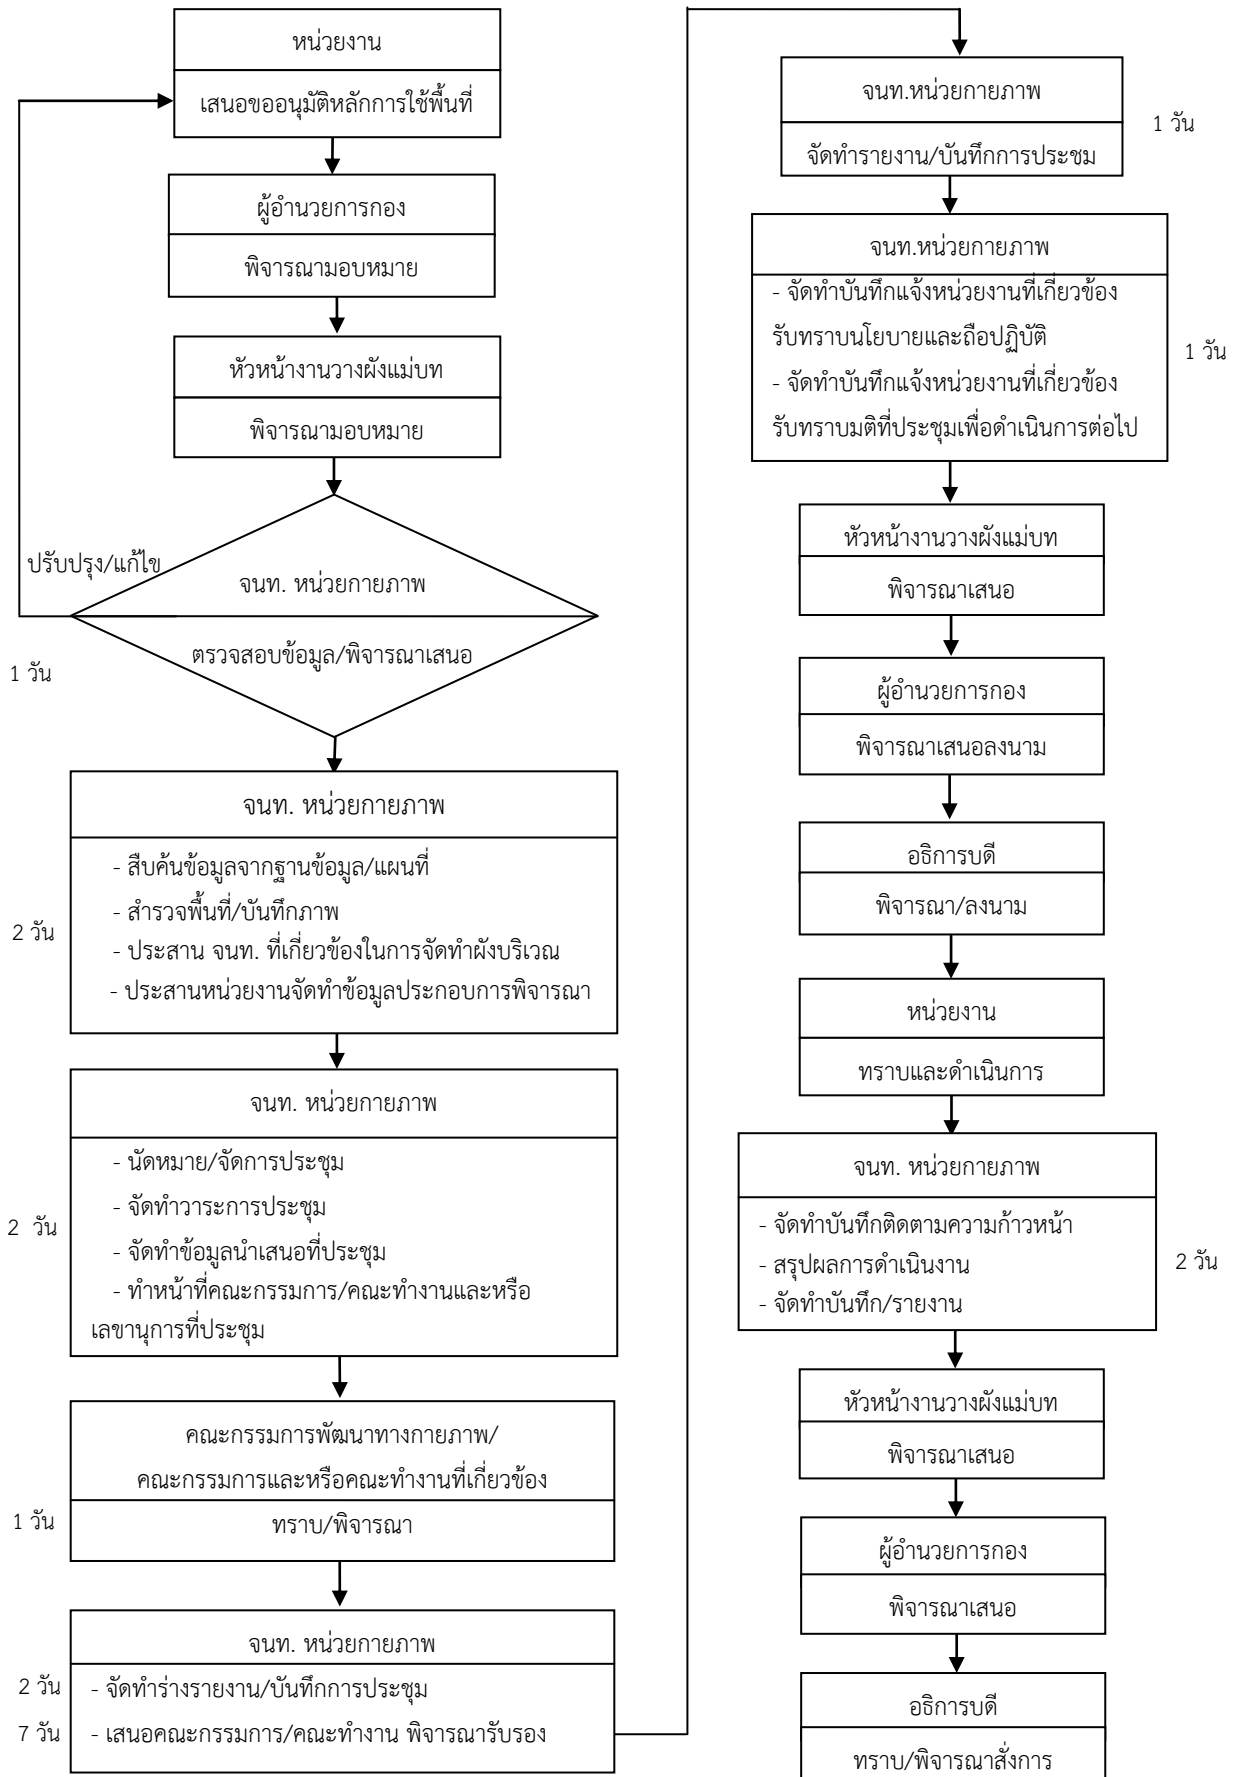 หน่วยงาน
เสนอขออนุมัติหลักการใช้พื้นที่
ผู้อำนวยการกอง
พิจารณามอบหมาย
หัวหน้างานวางผังแม่บท
พิจารณามอบหมาย
ปรับปรุง/แก้ไข
จนท. หน่วยกายภาพ
ตรวจสอบข้อมูล/พิจารณาเสนอ
1 วัน
จนท. หน่วยกายภาพ
- สืบค้นข้อมูลจากฐานข้อมูล/แผนที่
- สำรวจพื้นที่/บันทึกภาพ
2 วัน
- ประสาน จนท. ที่เกี่ยวข้องในการจัดทำผังบริเวณ
- ประสานหน่วยงานจัดทำข้อมูลประกอบการพิจารณา
จนท. หน่วยกายภาพ
- นัดหมาย/จัดการประชุม
- จัดทำวาระการประชุม
2 วัน
- จัดทำข้อมูลนำเสนอที่ประชุม
- ทำหน้าที่คณะกรรมการ/คณะทำงานและหรือ
เลขานุการที่ประชุม
คณะกรรมการพัฒนาทางกายภาพ/
คณะกรรมการและหรือคณะทำงานที่เกี่ยวข้อง
1 วัน
ทราบ/พิจารณา
จนท. หน่วยกายภาพ
2 วัน
- จัดทำร่างรายงาน/บันทึกการประชุม
7 วัน
- เสนอคณะกรรมการ/คณะทำงาน พิจารณารับรอง
จนท.หน่วยกายภาพ
1 วัน
จัดทำรายงาน/บันทึกการประชม
จนท.หน่วยกายภาพ
- จัดทำบันทึกแจ้งหน่วยงานที่เกี่ยวข้อง
รับทราบนโยบายและถือปฏิบัติ
1 วัน
- จัดทำบันทึกแจ้งหน่วยงานที่เกี่ยวข้อง
รับทราบมติที่ประชุมเพื่อดำเนินการต่อไป
หัวหน้างานวางผังแม่บท
พิจารณาเสนอ
ผู้อำนวยการกอง
พิจารณาเสนอลงนาม
อธิการบดี
พิจารณา/ลงนาม
หน่วยงาน
ทราบและดำเนินการ
จนท. หน่วยกายภาพ
- จัดทำบันทึกติดตามความก้าวหน้า
- สรุปผลการดำเนินงาน
2 วัน
- จัดทำบันทึก/รายงาน
หัวหน้างานวางผังแม่บท
พิจารณาเสนอ
ผู้อำนวยการกอง
พิจารณาเสนอ
อธิการบดี
ทราบ/พิจารณาสั่งการ